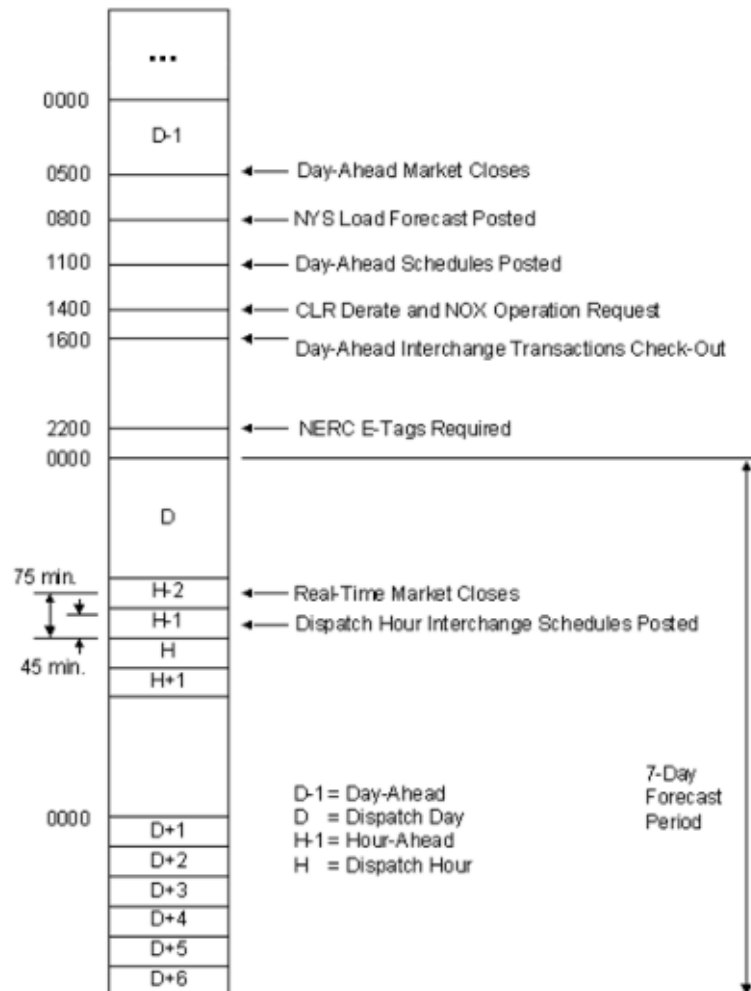 ...
0000
D-1
0500
Day-Ahead Market Closes
0800
NYS Load Forecast Posted
1100
Day-Ahead Schedules Posted
1400
CLR Derate and NOX Operation Request
1600
Day-Ahead Interchange Transactions Check-Out
2200
NERC E-Tags Required
0000
D
75 min.
H-2
Real-Time Market Closes
H-1
Dispatch Hour Interchange Schedules Posted
45 min.
H
H+1
7-Day
Forecast
Period
D-1 = Day-Ahead
D = Dispatch Day
H-1 = Hour-Ahead
H Dispatch Hour
0000
D+1
D+2
D+3
D+4
D+5
D+6